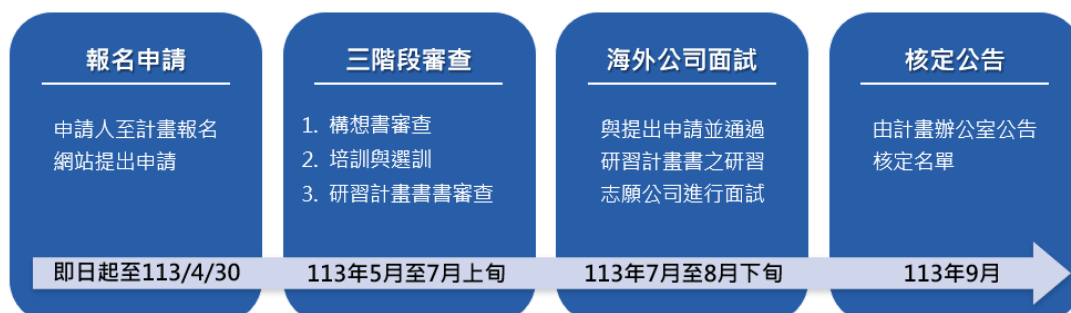 報名申請
申請人至計畫報名
網站提出申請
即日起至113/4/30
三階段審查
1. 構想書審查
2. 培訓與選訓
3. 研習計畫書書審查
113年5月至7月上旬
海外公司面試
與提出申請並通過
研習計畫書之研習
志願公司進行面試
113年7月至8月下旬
核定公告
由計畫辦公室公告
核定名單
113年9月